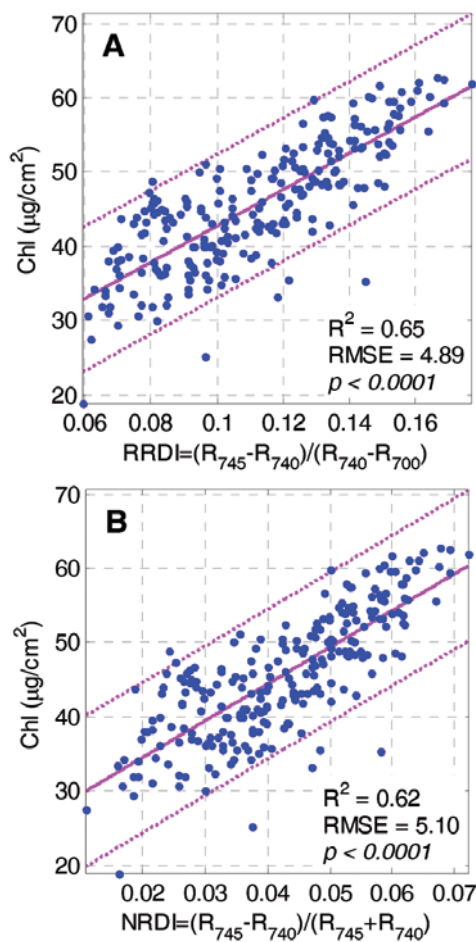 A
Chl (μg/cm²)
70
60
50
40
30
20
R² = 0.65
RMSE = 4.89
p < 0.0001
0.06 0.08 0.1 0.12 0.14 0.16
RRDI=(R₇₄₅-R₇₄₀)/(R₇₄₀-R₇₀₀)
B
Chl (μg/cm²)
70
60
50
40
30
20
R² = 0.62
RMSE = 5.10
p < 0.0001
0.02 0.03 0.04 0.05 0.06 0.07
NRDI=(R₇₄₅-R₇₄₀)/(R₇₄₅+R₇₄₀)